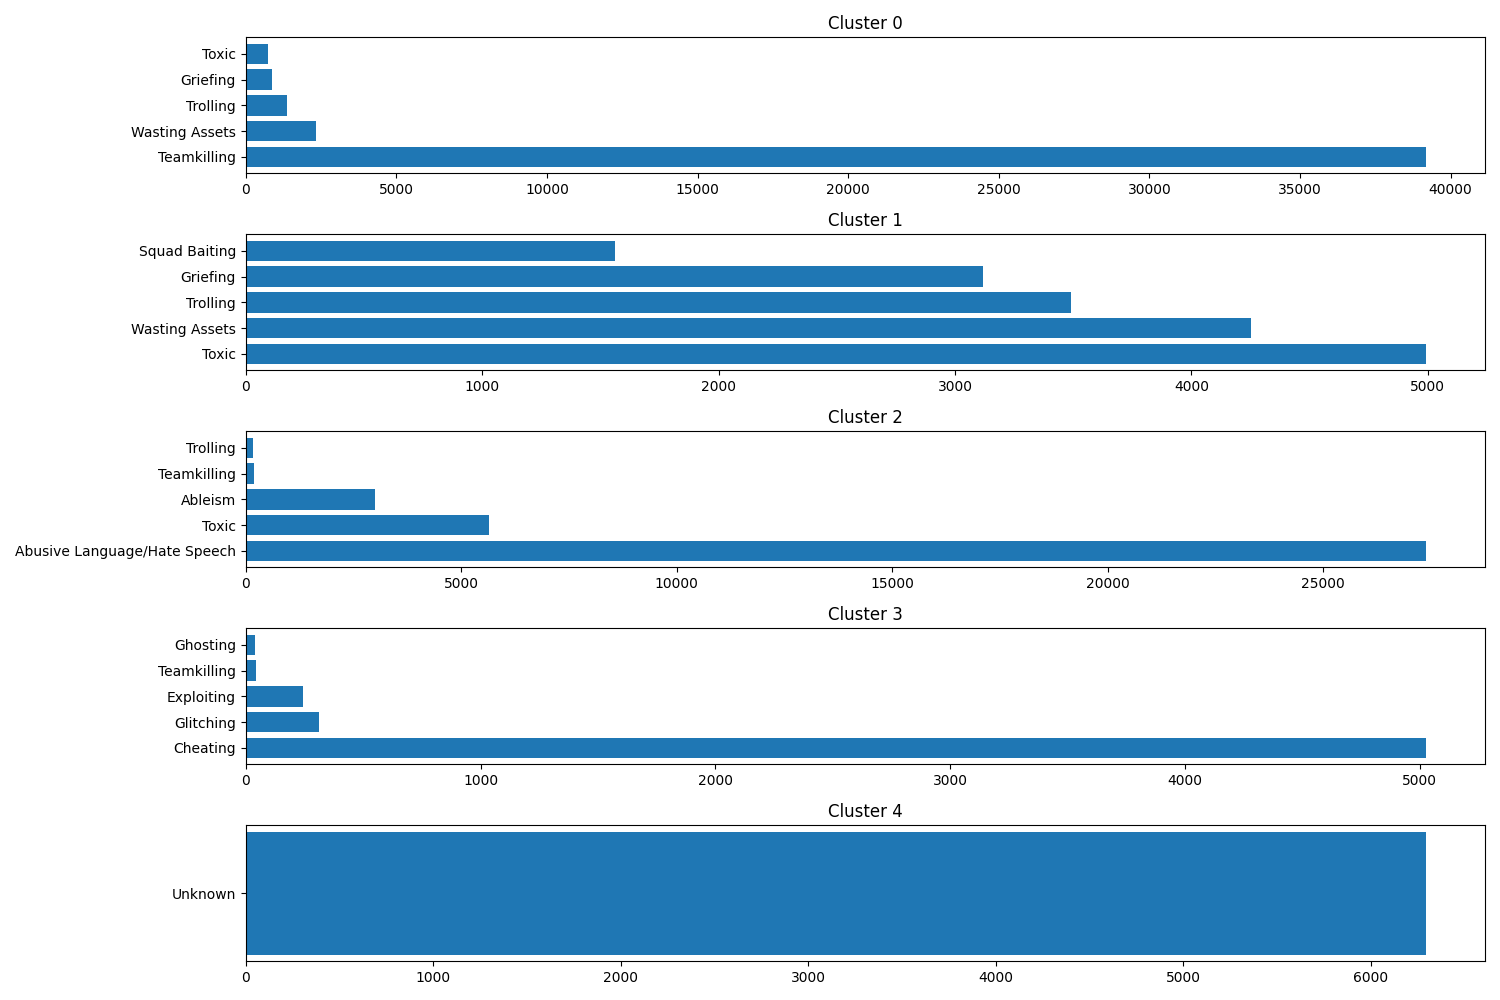 Cluster 0
Toxic
Griefing
Trolling
Wasting Assets
Teamkilling
0 5000 10000 15000 20000 25000 30000 35000 40000
Cluster 1
Squad Baiting
Griefing
Trolling
Wasting Assets
Toxic
0 1000 2000 3000 4000 5000
Cluster 2
Trolling
Teamkilling
Ableism
Toxic
Abusive Language/Hate Speech
0 5000 10000 15000 20000 25000
Cluster 3
Ghosting
Teamkilling
Exploiting
Glitching
Cheating
0 1000 2000 3000 4000 5000
Cluster 4
Unknown
0 1000 2000 3000 4000 5000 6000